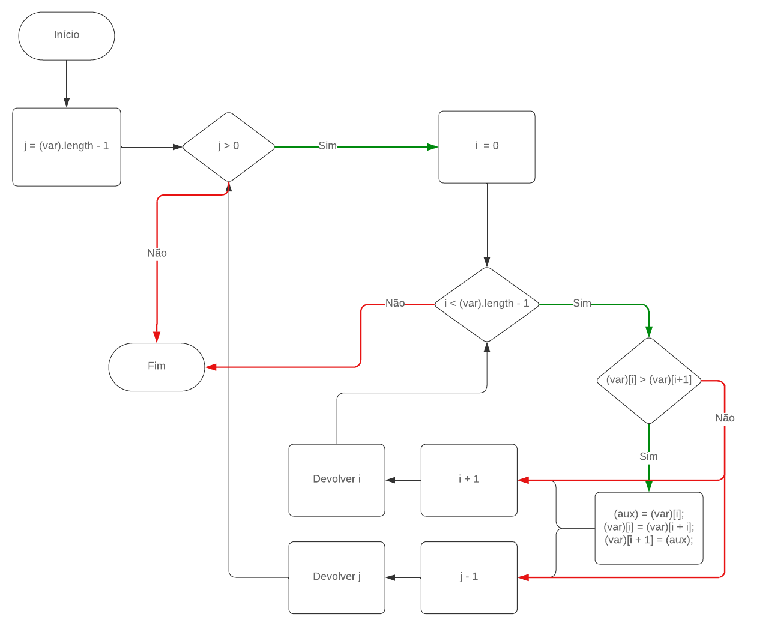 Início
j = (var).length - 1
j > 0
Sim
i  = 0
Não
i < (var).length - 1
Não
Sim
Fim
(var)[i] > (var)[i+1]
Não
Sim
Devolver i
i + 1
(aux) = (var)[i];
(var)[i] = (var)[i + i];
(var)[i + 1] = (aux);
Devolver j
j - 1